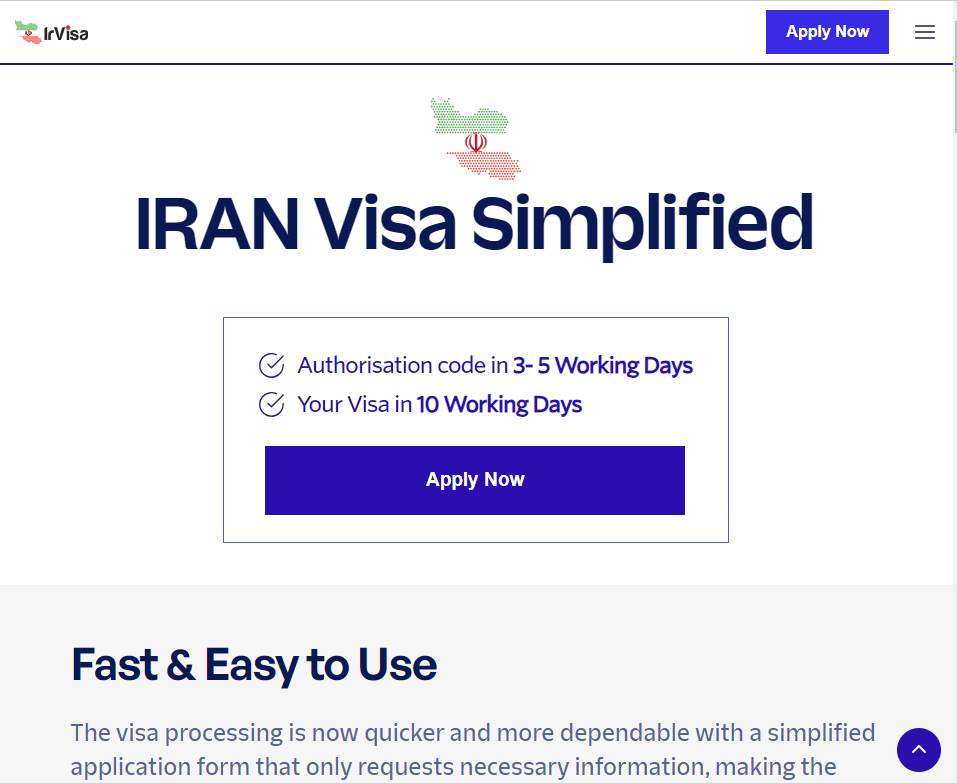 IrVisa
Apply Now
IRAN Visa Simplified
Authorisation code in 3- 5 Working Days
Your Visa in 10 Working Days
Apply Now
Fast & Easy to Use
The visa processing is now quicker and more dependable with a simplified
application form that only requests necessary information, making the